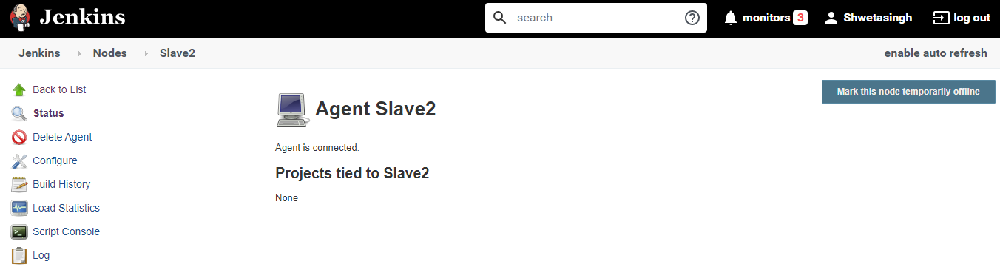 Jenkins search monitors 3 Shwetasingh log out
Jenkins Nodes Slave2 enable auto refresh
Back to List
Mark this node temporarily offline
Status
Agent Slave2
Delete Agent
Agent is connected.
Configure
Projects tied to Slave2
Build History
None
Load Statistics
Script Console
Log